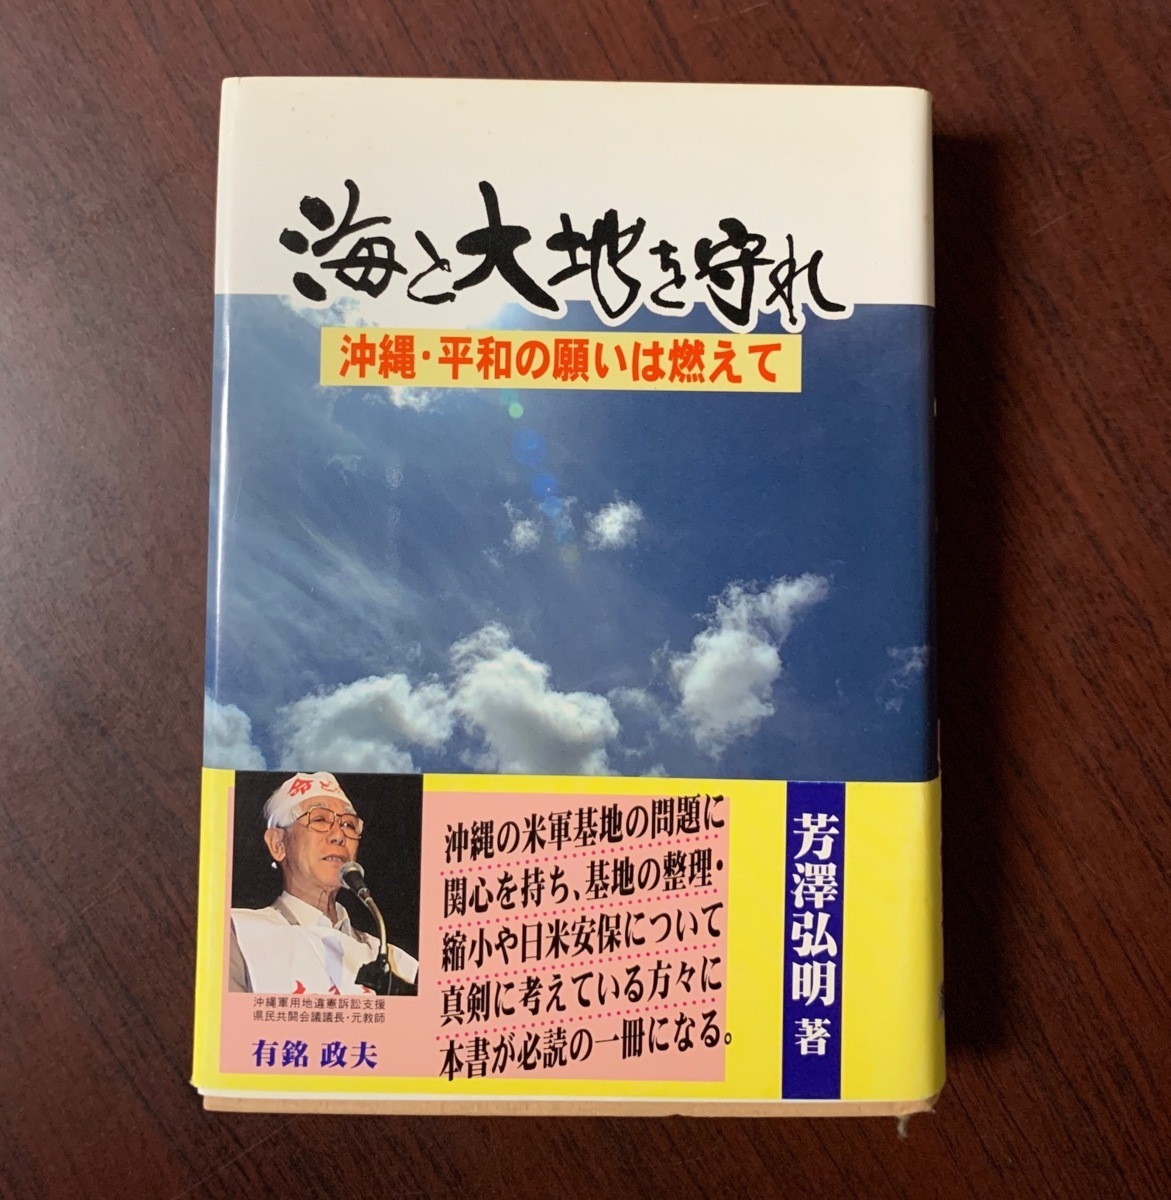 海と大地を守れ
沖縄・平和の願いは燃えて
命ど
沖縄の米軍基地の問題に
関心を持ち、基地の整理・
縮小や日米安保について
真剣に考えている方々に
本書が必読の一冊になる。
沖縄軍用地違憲訴訟支援
県民共闘会議議長・元教師
有銘 政夫
芳澤弘明 著